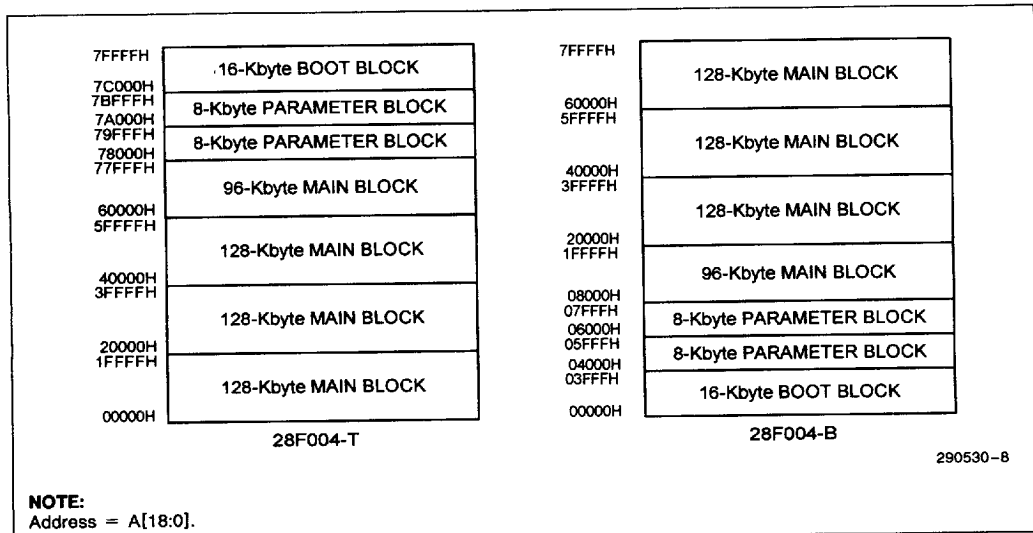 7FFFFH
16-Kbyte BOOT BLOCK
7C000H
7BFFFH
8-Kbyte PARAMETER BLOCK
7A000H
79FFFH
8-Kbyte PARAMETER BLOCK
78000H
77FFFH
96-Kbyte MAIN BLOCK
60000H
5FFFFH
128-Kbyte MAIN BLOCK
40000H
3FFFFH
128-Kbyte MAIN BLOCK
20000H
1FFFFH
128-Kbyte MAIN BLOCK
00000H
28F004-T
7FFFFH
128-Kbyte MAIN BLOCK
60000H
5FFFFH
128-Kbyte MAIN BLOCK
40000H
3FFFFH
128-Kbyte MAIN BLOCK
20000H
1FFFFH
96-Kbyte MAIN BLOCK
08000H
07FFFH
8-Kbyte PARAMETER BLOCK
06000H
05FFFH
8-Kbyte PARAMETER BLOCK
04000H
03FFFH
16-Kbyte BOOT BLOCK
00000H
28F004-B
290530-8
NOTE:
Address = A[18:0].